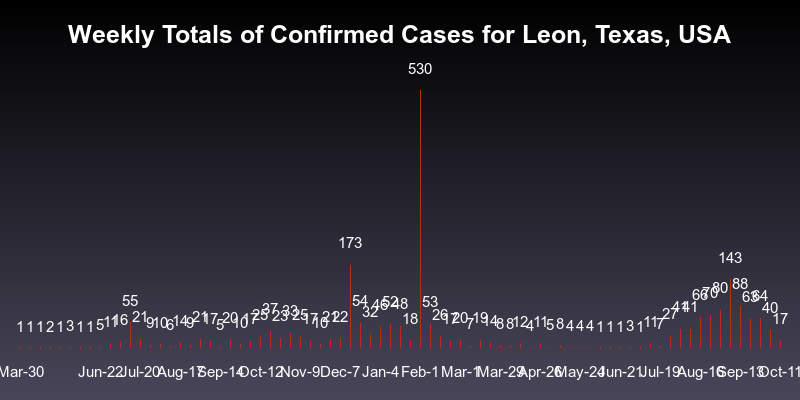 Weekly Totals of Confirmed Cases for Leon, Texas, USA
530
173
143
55 21 9 10 6 14 9 21 17 5 20 10 17 25 27 23 33 25 17 10 21 22 54 32 46 52 48 18 53 26 17 20 7 19 14 8 8 12 4 11 5 8 4 4 4 1 1 1 3 1 11 7 27 41 41 66 70 80 88 63 64 40 17
1 1 1 2 1 3 1 1 5 11 16
Mar-30 Jun-22 Jul-20 Aug-17 Sep-14 Oct-12 Nov-9 Dec-7 Jan-4 Feb-1 Mar-1 Mar-29 Apr-26 May-24 Jun-21 Jul-19 Aug-16 Sep-13 Oct-11